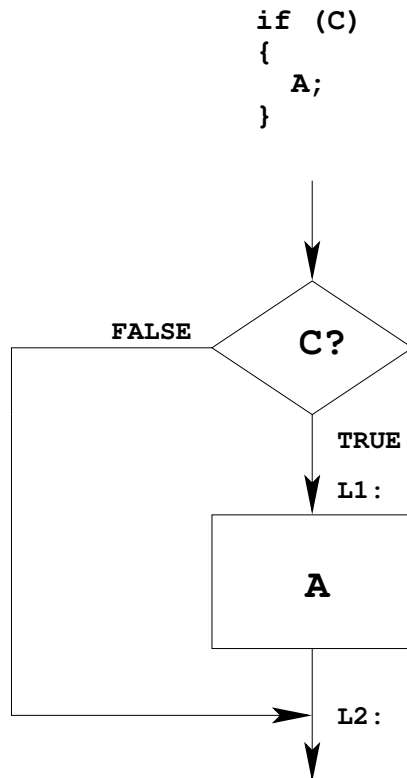 if (C)
{
A;
}
FALSE
C?
TRUE
L1:
A
L2: